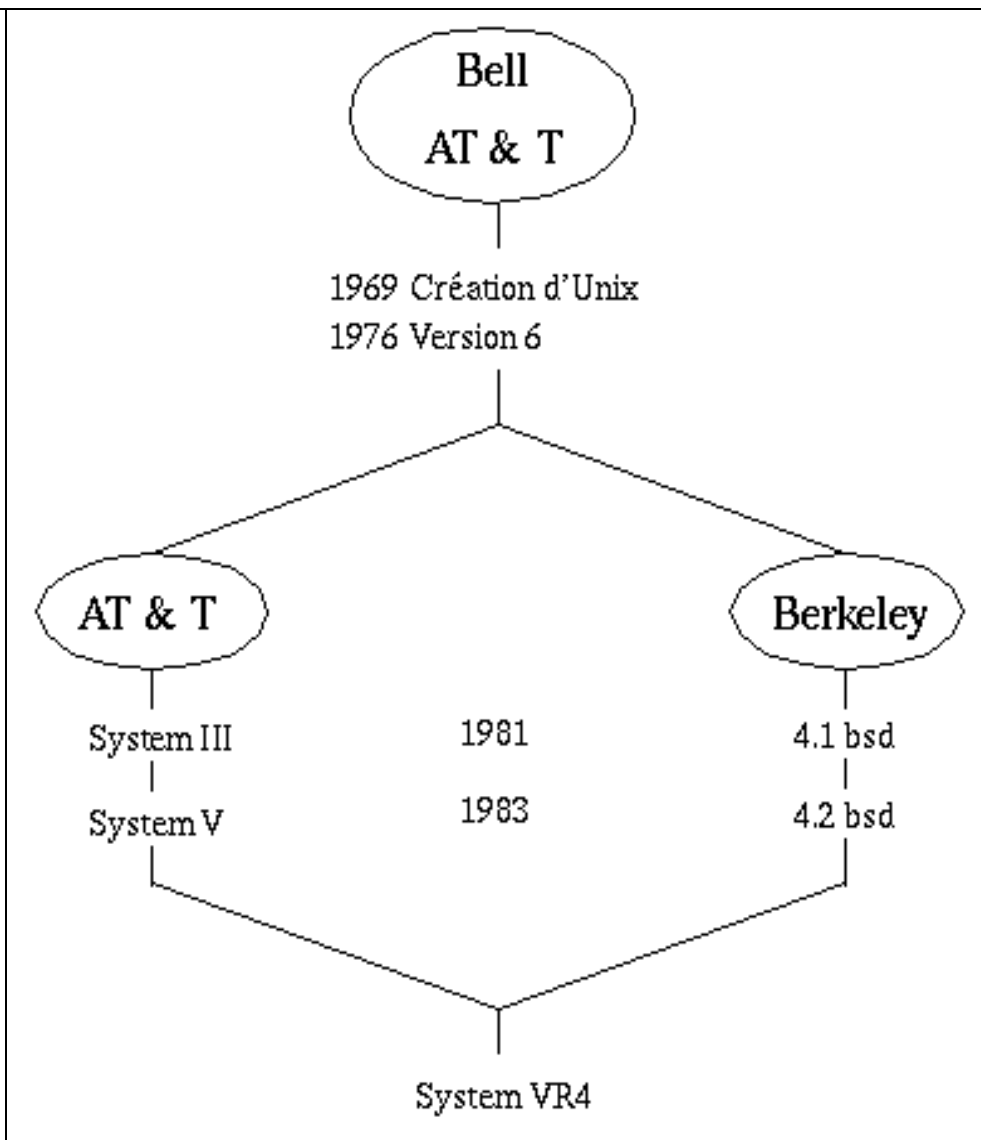 Bell
AT & T
1969 Création d'Unix
1976 Version 6
AT & T
Berkeley
System III
1981
4.1 bsd
System V
1983
4.2 bsd
System VR4